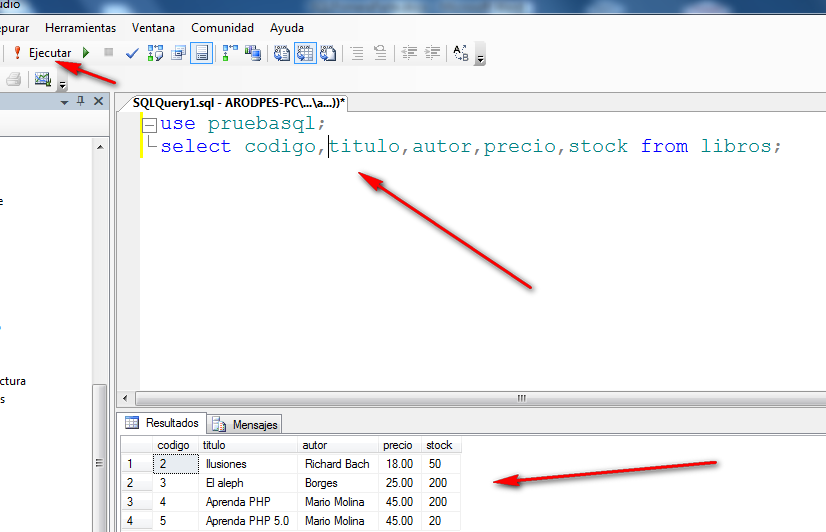 udio
epurar Herramientas Ventana Comunidad Ayuda
Ejecutar
SQLQuery1.sql - ARODPES-PC\...\a...))*
use pruebasql;
select codigo,titulo,autor,precio,stock from libros;
e
o
ctura
s
Resultados Mensajes
codigo titulo autor precio stock
1 2 Ilusiones Richard Bach 18.00 50
2 3 El aleph Borges 25.00 200
3 4 Aprenda PHP Mario Molina 45.00 200
4 5 Aprenda PHP 5.0 Mario Molina 45.00 20